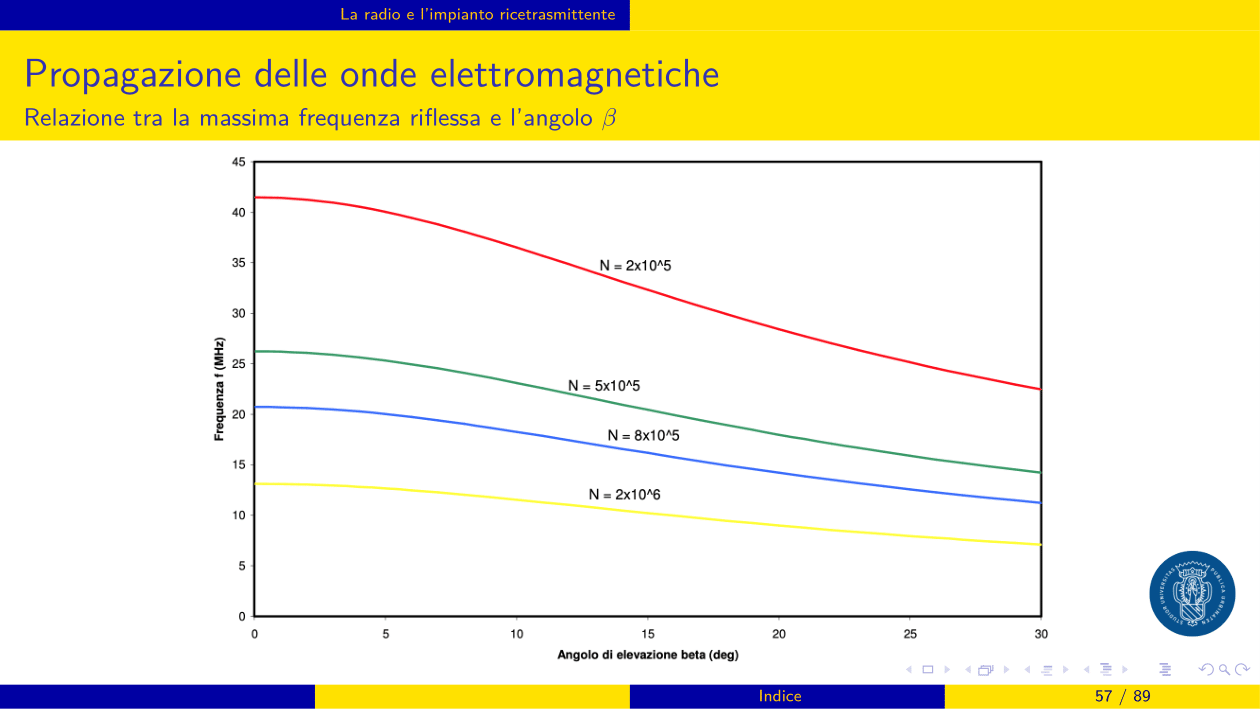 La radio e l'impianto ricetrasmittente
Propagazione delle onde elettromagnetiche
Relazione tra la massima frequenza riflessa e l'angolo β
45
40
35
30
25
20
15
10
5
0
Frequenza f (MHz)
N = 2x10^5
N = 5x10^5
N = 8x10^5
N = 2x10^6
0 5 10 15 20 25 30
Angolo di elevazione beta (deg)
Indice
57 / 89